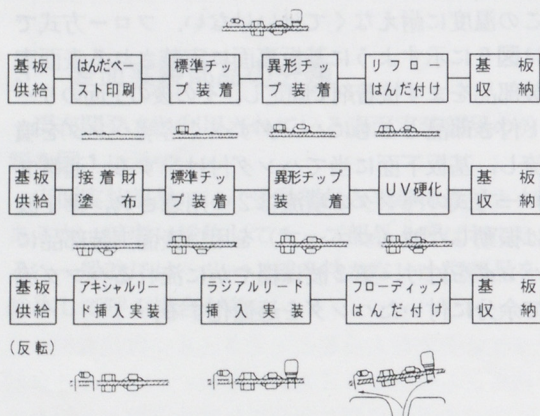 基板
供給
はんだペー
スト印刷
標準チッ
プ装着
異形チッ
プ装着
リフロー
はんだ付け
基板
収納
基板
供給
接着財
塗布
標準チッ
プ装着
異形チップ
装着
UV硬化
基板
収納
基板
供給
アキシャルリー
ド挿入実装
ラジアルリード
挿入実装
フローディップ
はんだ付け
基板
収納
(反転)